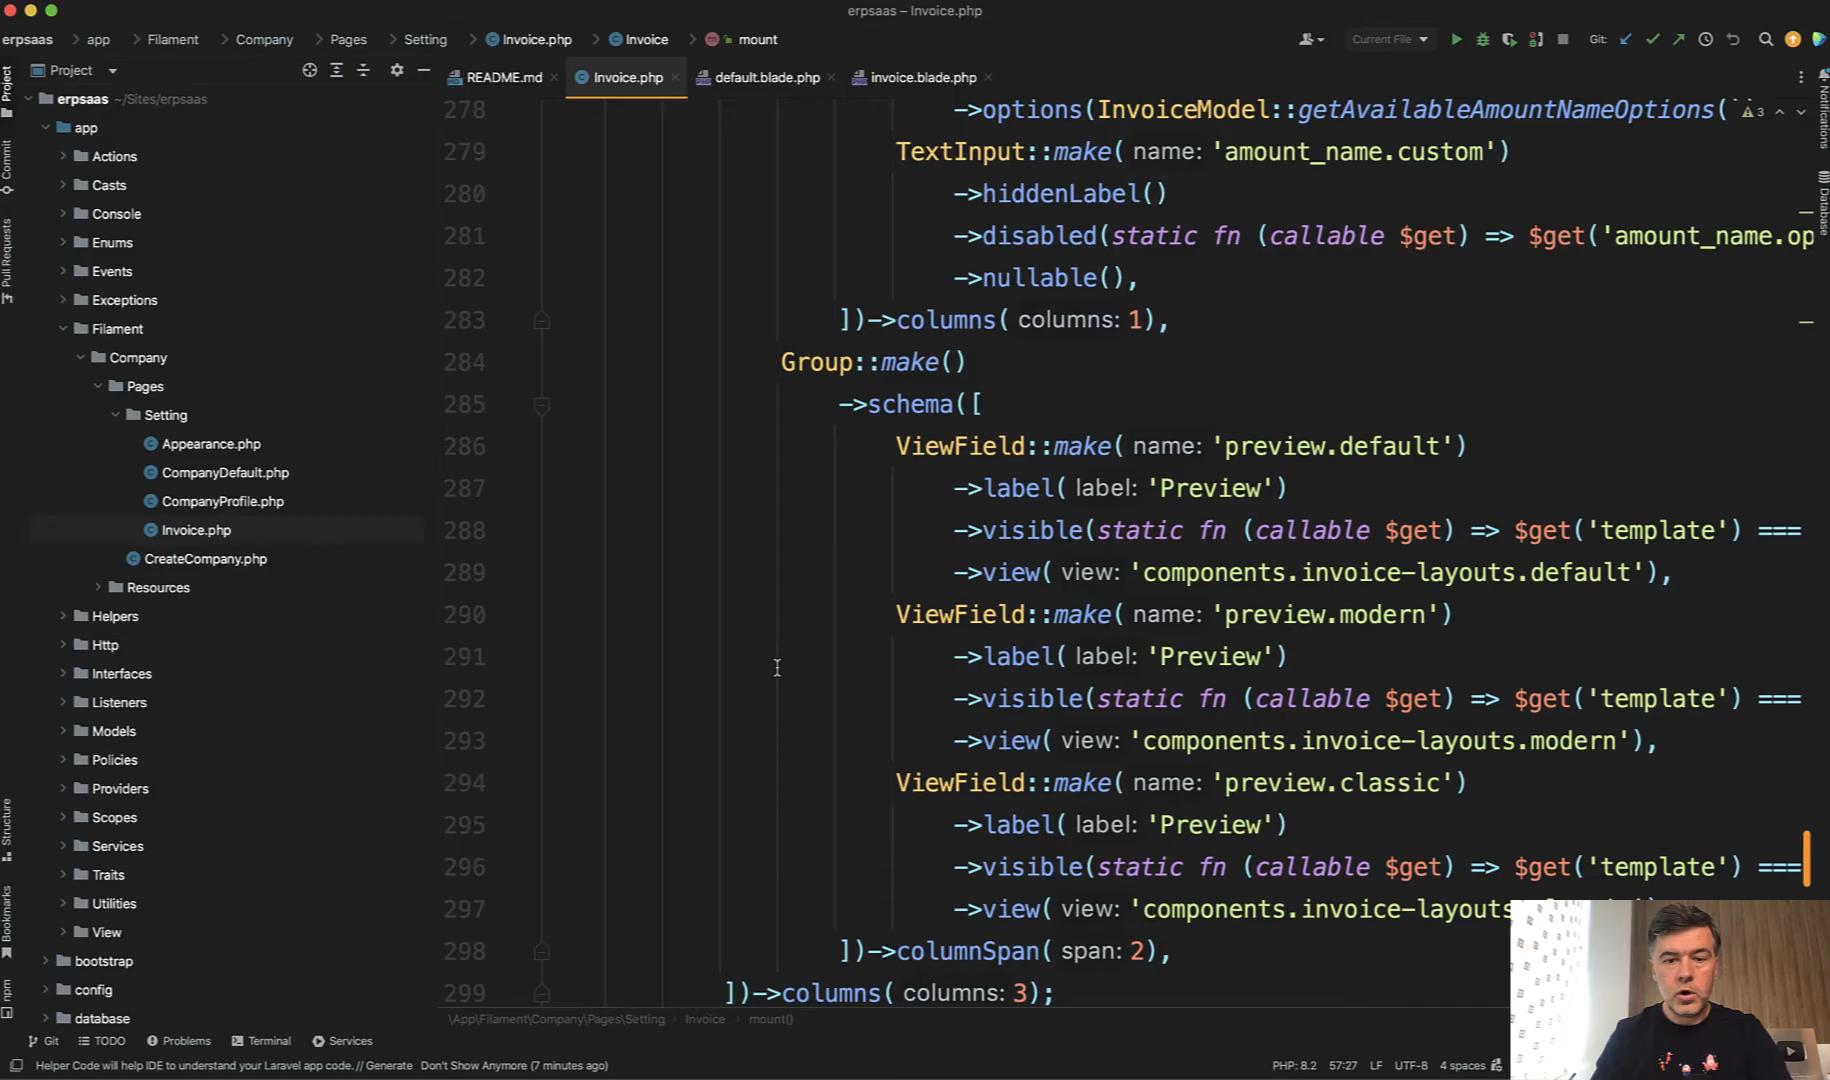 erpsaas – Invoice.php
erpsaas > app > Filament > Company > Pages > Setting > Invoice.php > Invoice > mount
Current File
Git:
Project
README.md
Invoice.php
default.blade.php
invoice.blade.php
Project
Commit
Pull Requests
Structure
Bookmarks
npm
Notifications
Database
erpsaas ~/Sites/erpsaas
app
Actions
Casts
Console
Enums
Events
Exceptions
Filament
Company
Pages
Setting
Appearance.php
CompanyDefault.php
CompanyProfile.php
Invoice.php
CreateCompany.php
Resources
Helpers
Http
Interfaces
Listeners
Models
Policies
Providers
Scopes
Services
Traits
Utilities
View
bootstrap
config
database
3
278 ->options(InvoiceModel::getAvailableAmountNameOptions(
279 TextInput::make( name: 'amount_name.custom')
280 ->hiddenLabel()
281 ->disabled(static fn (callable $get) => $get('amount_name.op
282 ->nullable(),
283 ])->columns( columns: 1),
284 Group::make()
285 ->schema([
286 ViewField::make( name: 'preview.default')
287 ->label( label: 'Preview')
288 ->visible(static fn (callable $get) => $get('template') ===
289 ->view( view: 'components.invoice-layouts.default'),
290 ViewField::make( name: 'preview.modern')
291 ->label( label: 'Preview')
292 ->visible(static fn (callable $get) => $get('template') ===
293 ->view( view: 'components.invoice-layouts.modern'),
294 ViewField::make( name: 'preview.classic')
295 ->label( label: 'Preview')
296 ->visible(static fn (callable $get) => $get('template') ===
297 ->view( view: 'components.invoice-layouts
298 ])->columnSpan( span: 2),
299 ])->columns( columns: 3);
\App\Filament\Company\Pages\Setting > Invoice > mount()
Git
TODO
Problems
Terminal
Services
Helper Code will help IDE to understand your Laravel app code. // Generate Don't Show Anymore (7 minutes ago)
PHP: 8.2 57:27 LF UTF-8 4 spaces